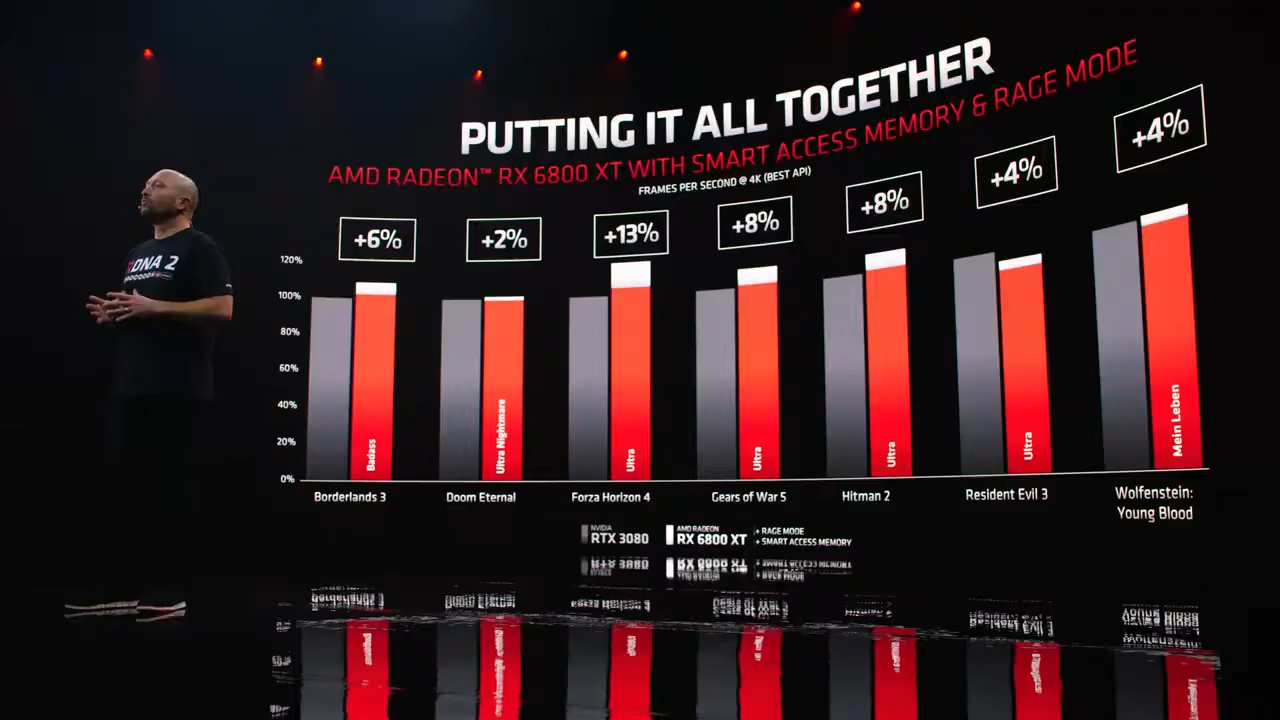 PUTTING IT ALL TOGETHER
AMD RADEON™ RX 6800 XT WITH SMART ACCESS MEMORY & RAGE MODE
FRAMES PER SECOND @ 4K (BEST API)
+6%
+2%
+13%
+8%
+8%
+4%
+4%
DNA 2
120%
100%
80%
60%
40%
20%
0%
Badass
Ultra Nightmare
Ultra
Ultra
Ultra
Ultra
Mein Leben
Borderlands 3
Doom Eternal
Forza Horizon 4
Gears of War 5
Hitman 2
Resident Evil 3
Wolfenstein:
Young Blood
NVIDIA
RTX 3080
AMD RADEON
RX 6800 XT
+ RAGE MODE
+ SMART ACCESS MEMORY